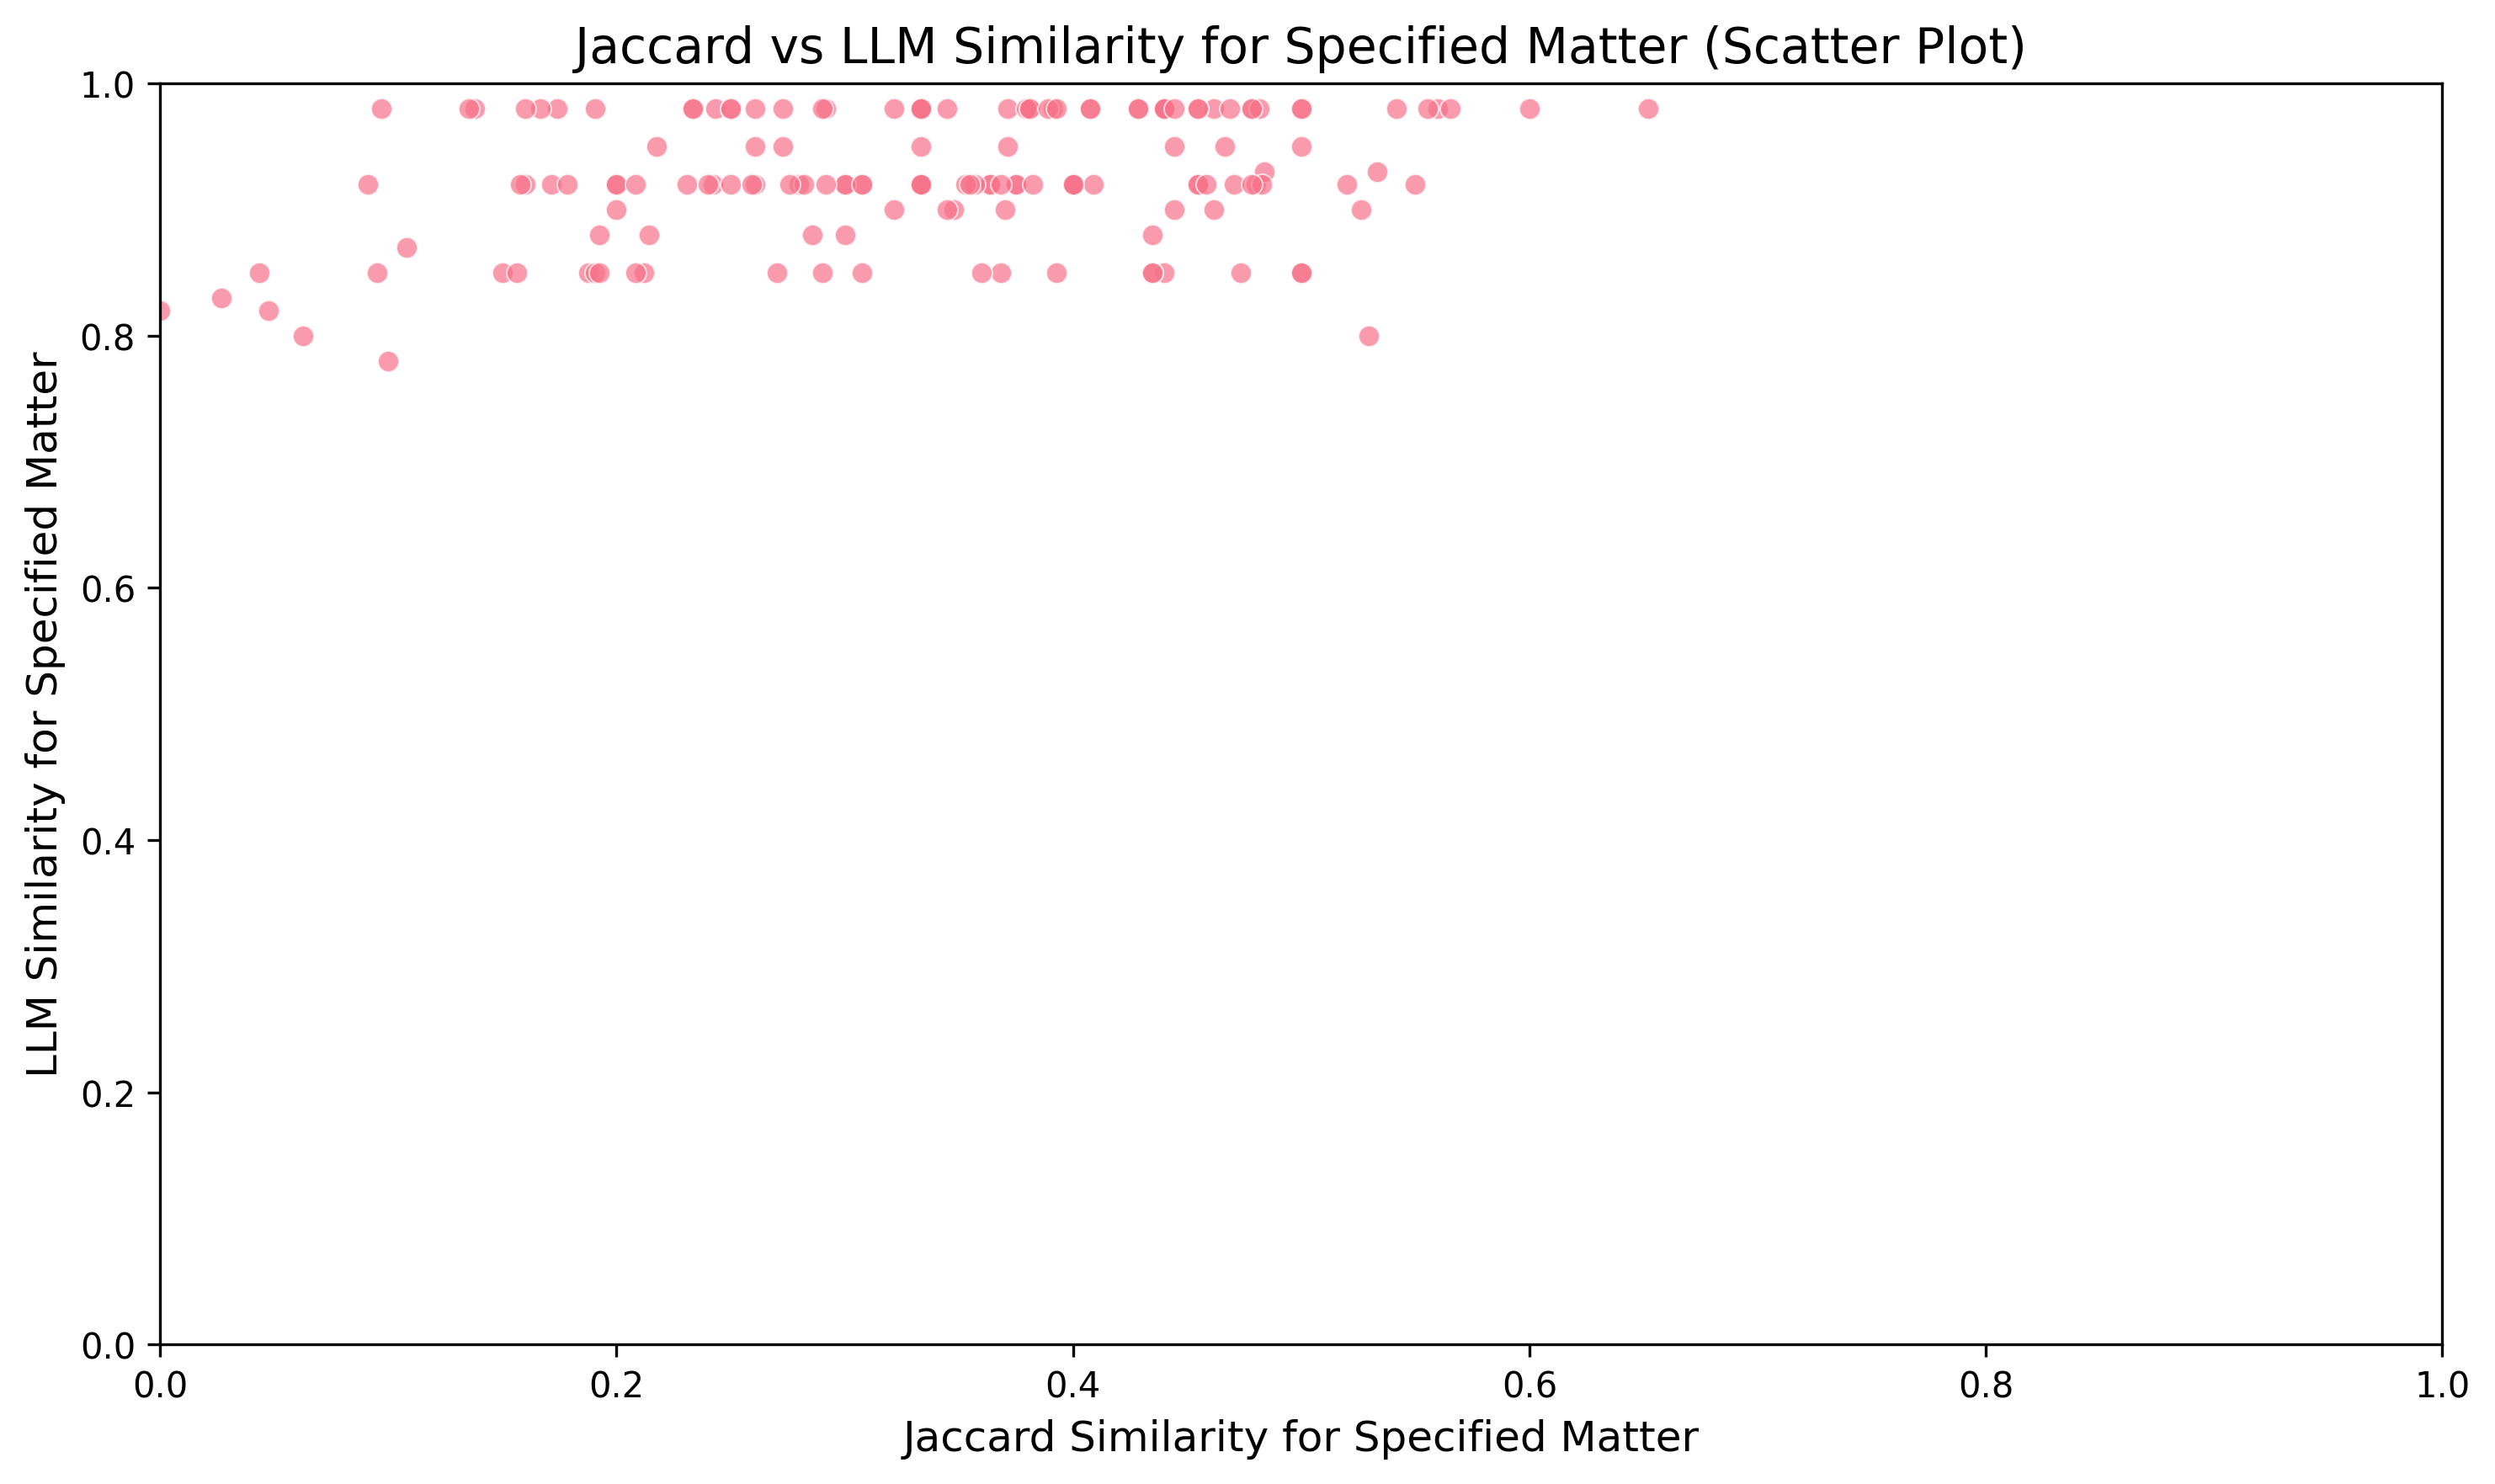 Jaccard vs LLM Similarity for Specified Matter (Scatter Plot)
LLM Similarity for Specified Matter
1.0
0.8
0.6
0.4
0.2
0.0
0.0 0.2 0.4 0.6 0.8 1.0
Jaccard Similarity for Specified Matter